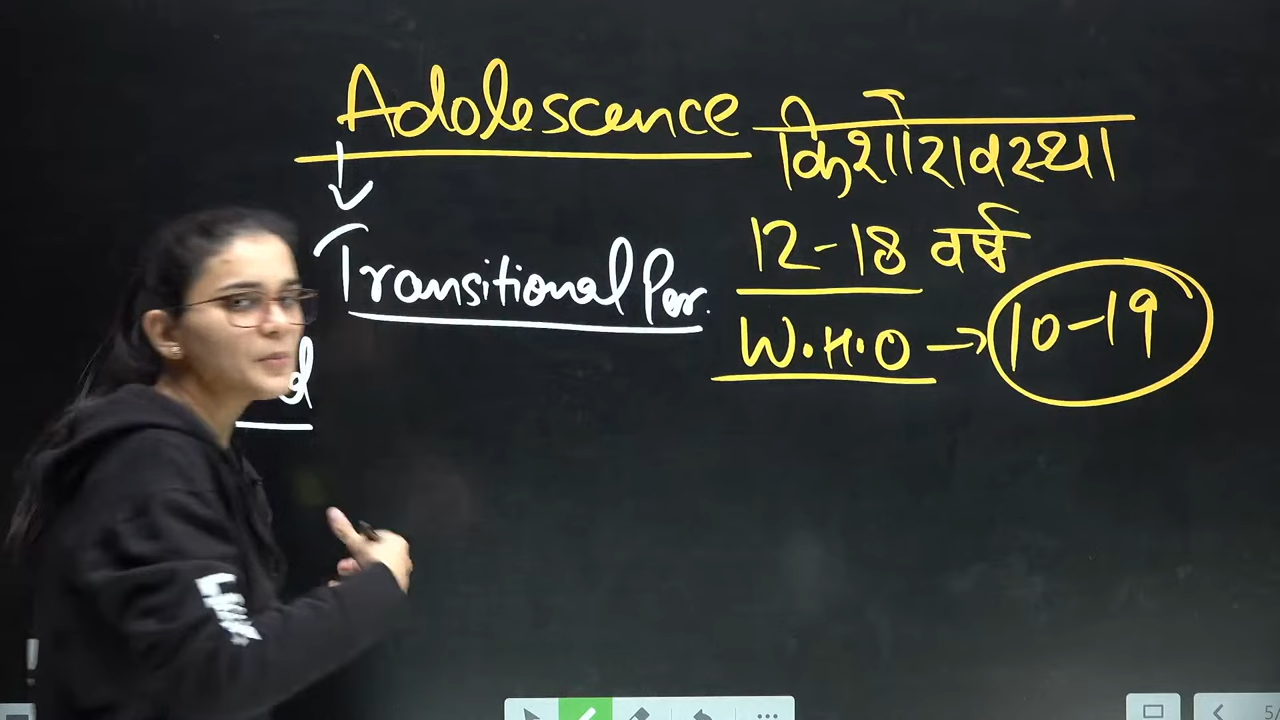 Adolescence किशोरावस्था
12-18 वर्ष
Transitional Per.
W.H.O → 10-19